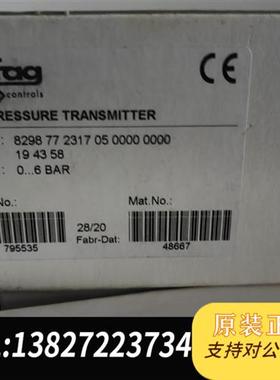 fag
controls
CE
RESSURE TRANSMITTER
: 8298 77 2317 05 0000 0000
: 19 43 58
: 0...6 BAR
No.:
Mat.No.:
795535
28/20
Fabr-Dat:
48667
原装正
支持对公
:13827223734